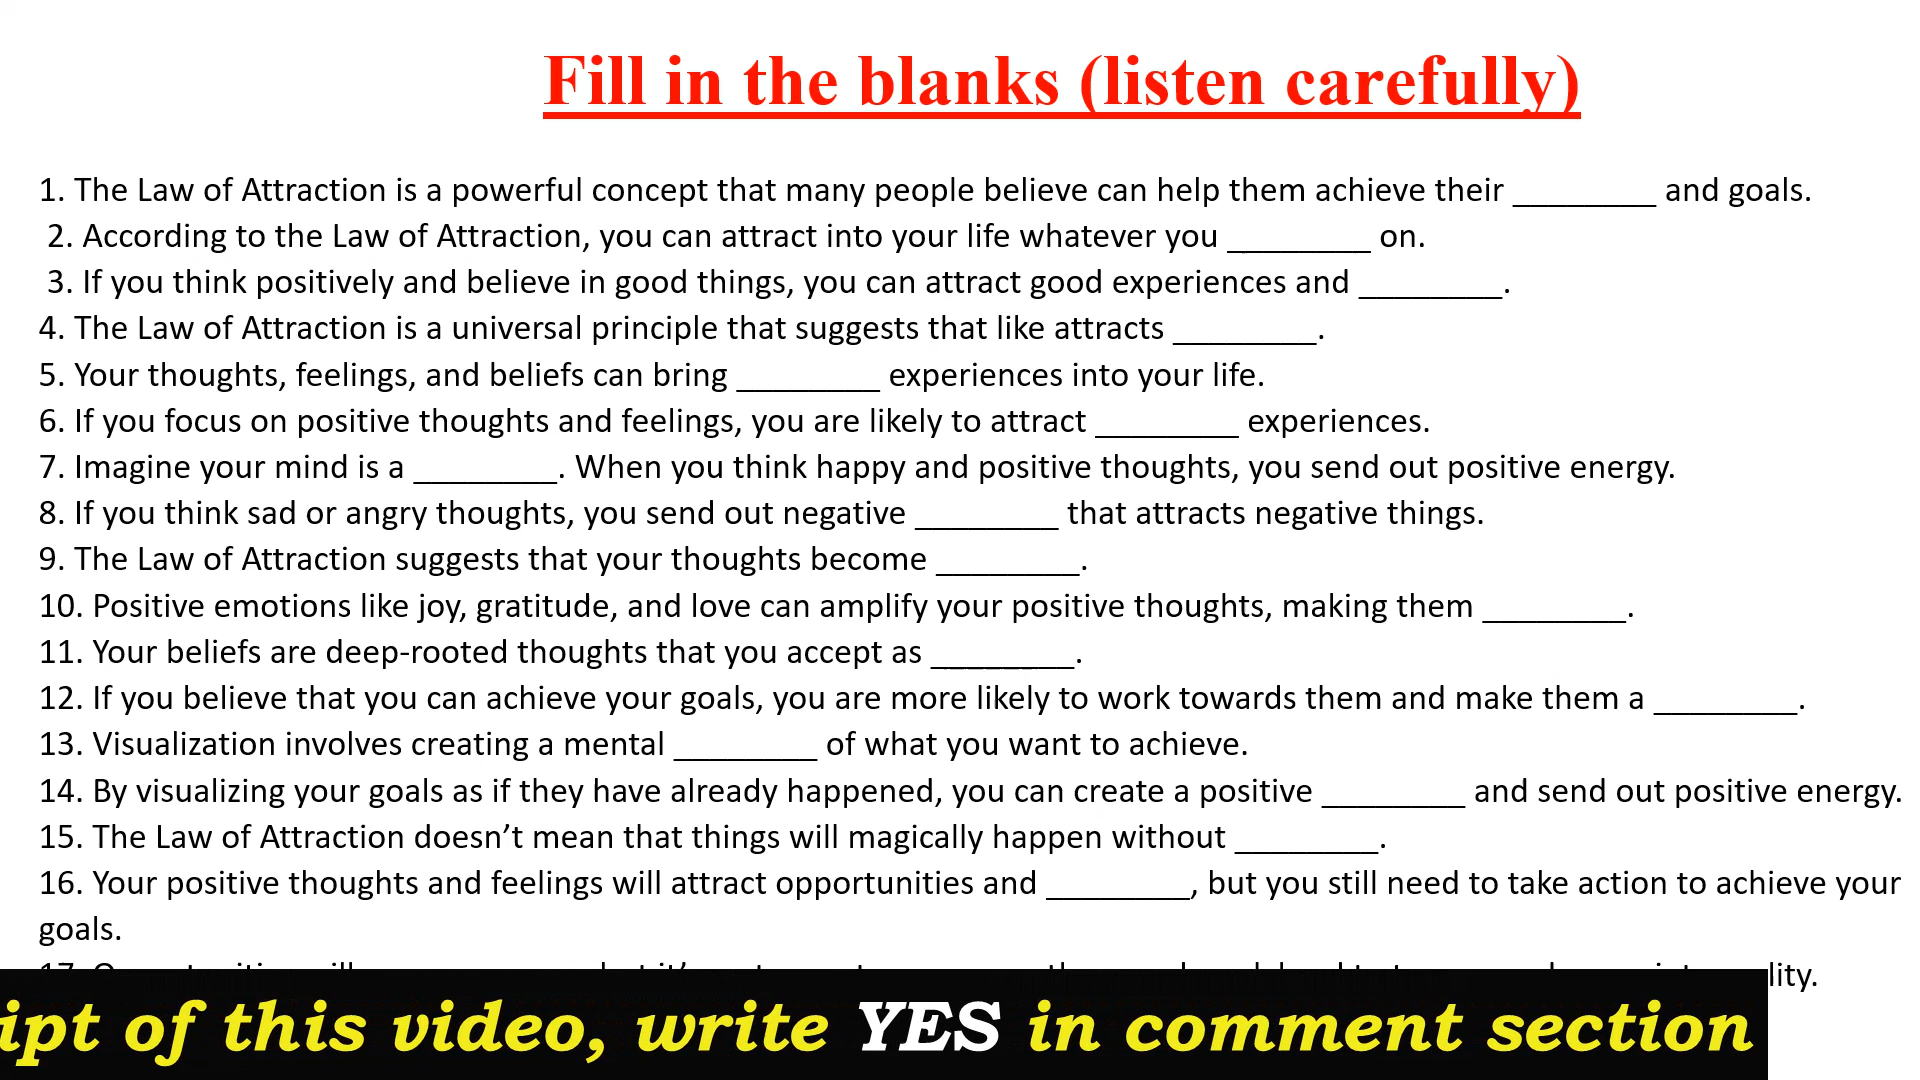 Fill in the blanks (listen carefully)
1. The Law of Attraction is a powerful concept that many people believe can help them achieve their ________ and goals.
2. According to the Law of Attraction, you can attract into your life whatever you ________ on.
3. If you think positively and believe in good things, you can attract good experiences and ________.
4. The Law of Attraction is a universal principle that suggests that like attracts ________.
5. Your thoughts, feelings, and beliefs can bring ________ experiences into your life.
6. If you focus on positive thoughts and feelings, you are likely to attract ________ experiences.
7. Imagine your mind is a ________. When you think happy and positive thoughts, you send out positive energy.
8. If you think sad or angry thoughts, you send out negative ________ that attracts negative things.
9. The Law of Attraction suggests that your thoughts become ________.
10. Positive emotions like joy, gratitude, and love can amplify your positive thoughts, making them ________.
11. Your beliefs are deep-rooted thoughts that you accept as ________.
12. If you believe that you can achieve your goals, you are more likely to work towards them and make them a ________.
13. Visualization involves creating a mental ________ of what you want to achieve.
14. By visualizing your goals as if they have already happened, you can create a positive ________ and send out positive energy.
15. The Law of Attraction doesn’t mean that things will magically happen without ________.
16. Your positive thoughts and feelings will attract opportunities and ________, but you still need to take action to achieve your
goals.
ipt of this video, write YES in comment section